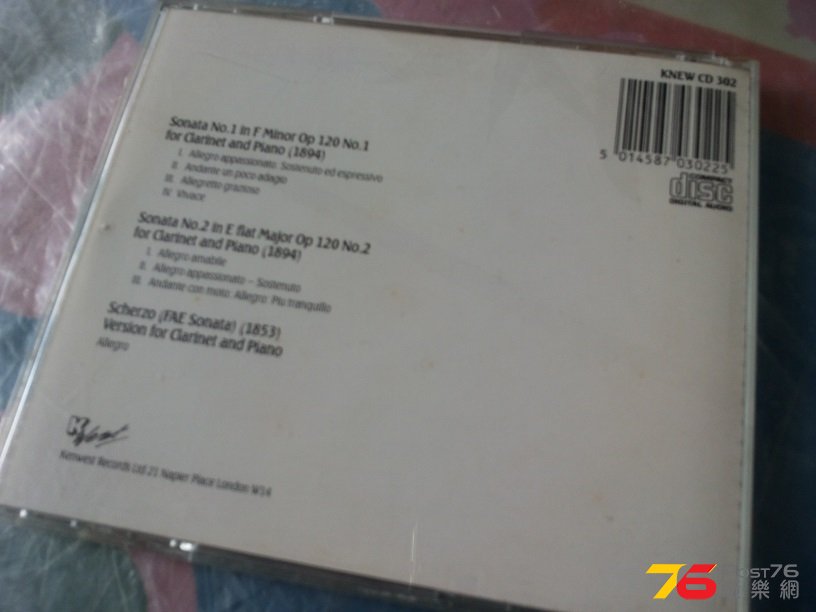 KNEW CD 302
5 014587 030225
COMPACT
disc
DIGITAL AUDIO
Sonata No.1 in F Minor Op 120 No.1
for Clarinet and Piano (1894)
I. Allegro appassionato. Sostenuto ed espressivo
II. Andante un poco adagio
III. Allegretto grazioso
IV. Vivace
Sonata No.2 in E flat Major Op 120 No.2
for Clarinet and Piano (1894)
I. Allegro amabile
II. Allegro appassionato – Sostenuto
III. Andante con moto: Allegro: Piu tranquillo
Scherzo (FAE Sonata) (1853)
Version for Clarinet and Piano
Allegro
K West
Kenwest Records Ltd 21 Napier Place London W14
76
post76
樂網